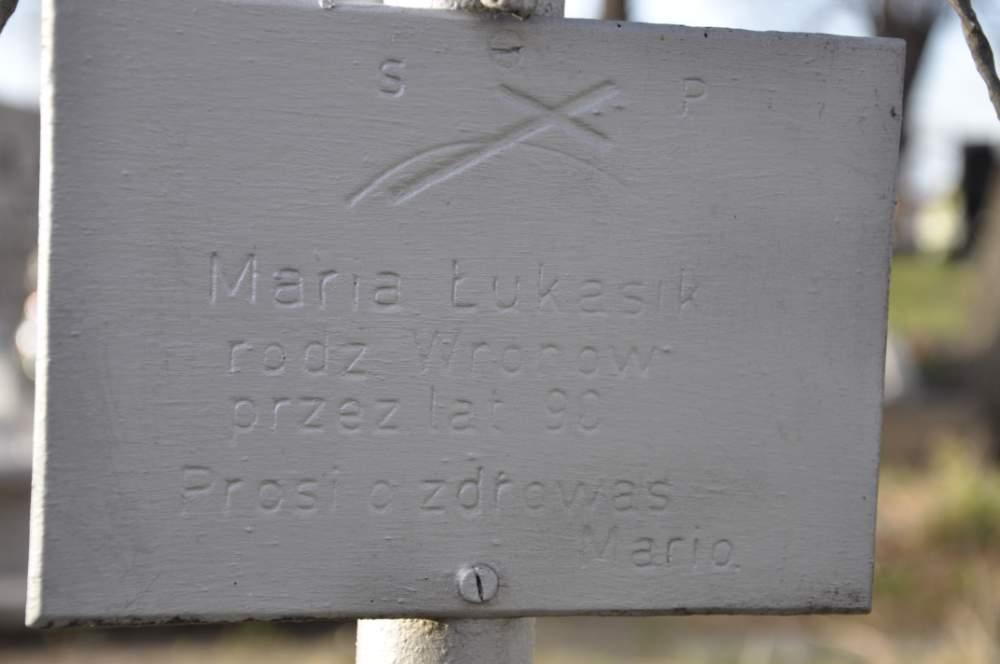 S P
Maria Łukasik
rodz Wronow
przez lat 90
Prosi o zdrowas
Mario